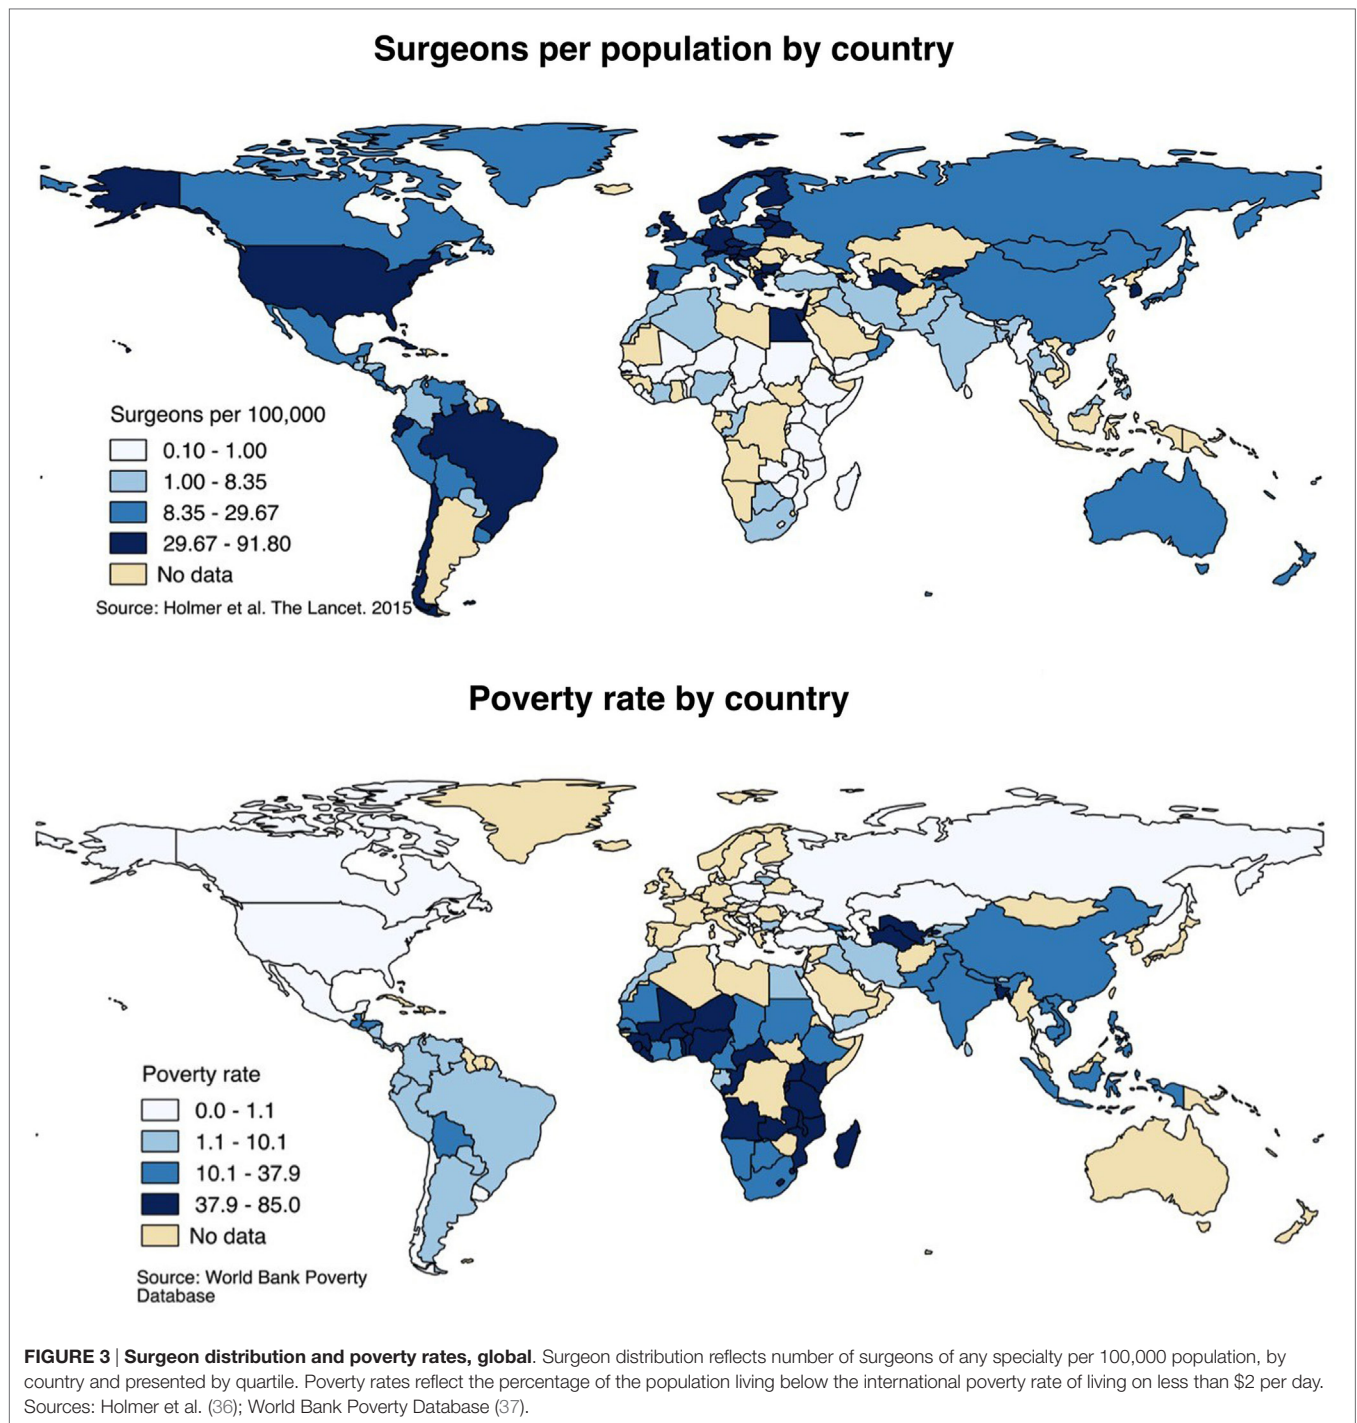 Surgeons per population by country
Surgeons per 100,000
0.10 - 1.00
1.00 - 8.35
8.35 - 29.67
29.67 - 91.80
No data
Source: Holmer et al. The Lancet. 2015
Poverty rate by country
Poverty rate
0.0 - 1.1
1.1 - 10.1
10.1 - 37.9
37.9 - 85.0
No data
Source: World Bank Poverty
Database
FIGURE 3 | Surgeon distribution and poverty rates, global. Surgeon distribution reflects number of surgeons of any specialty per 100,000 population, by
country and presented by quartile. Poverty rates reflect the percentage of the population living below the international poverty rate of living on less than $2 per day.
Sources: Holmer et al. (36); World Bank Poverty Database (37).